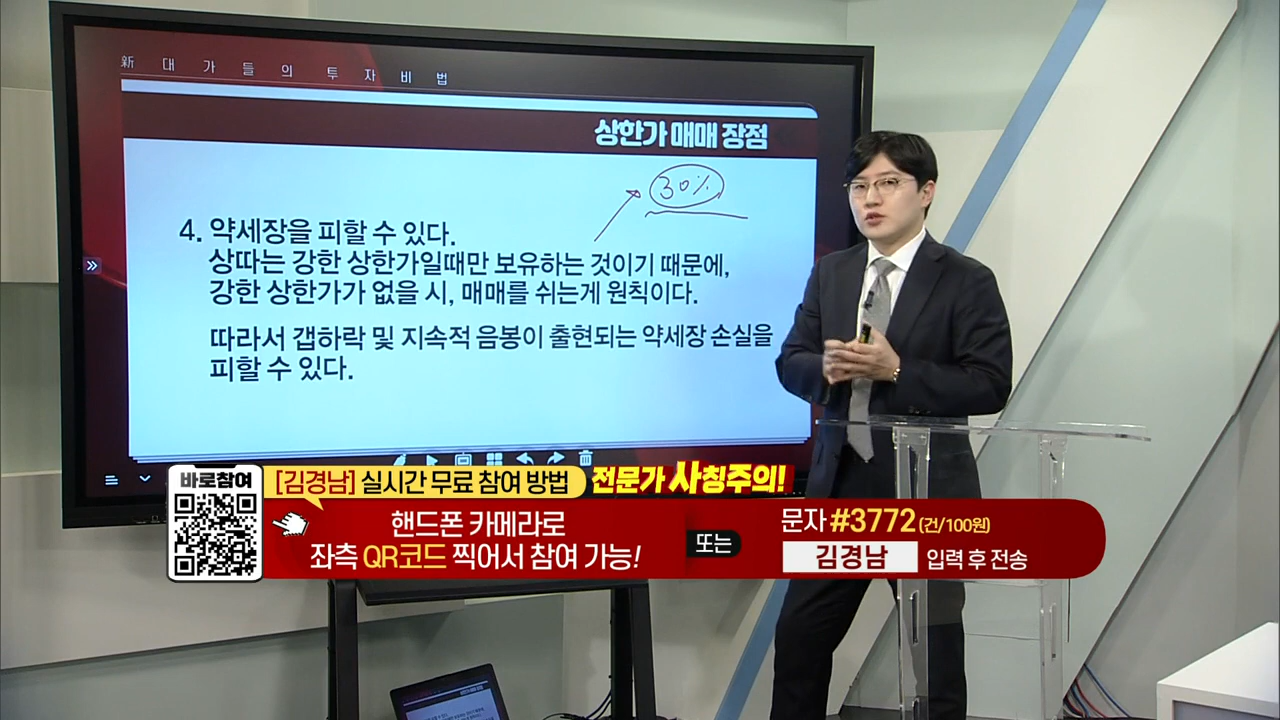 新 대 가 들 의 투 자 비 법
상한가 매매 장점
30%
4. 약세장을 피할 수 있다.
상따는 강한 상한가일때만 보유하는 것이기 때문에,
강한 상한가가 없을 시, 매매를 쉬는게 원칙이다.
따라서 갭하락 및 지속적 음봉이 출현되는 약세장 손실을
피할 수 있다.
바로참여
[김경남] 실시간 무료 참여 방법
전문가 사칭주의!
핸드폰 카메라로
좌측 QR코드 찍어서 참여 가능!
또는
문자 #3772 (건/100원)
김경남 입력 후 전송